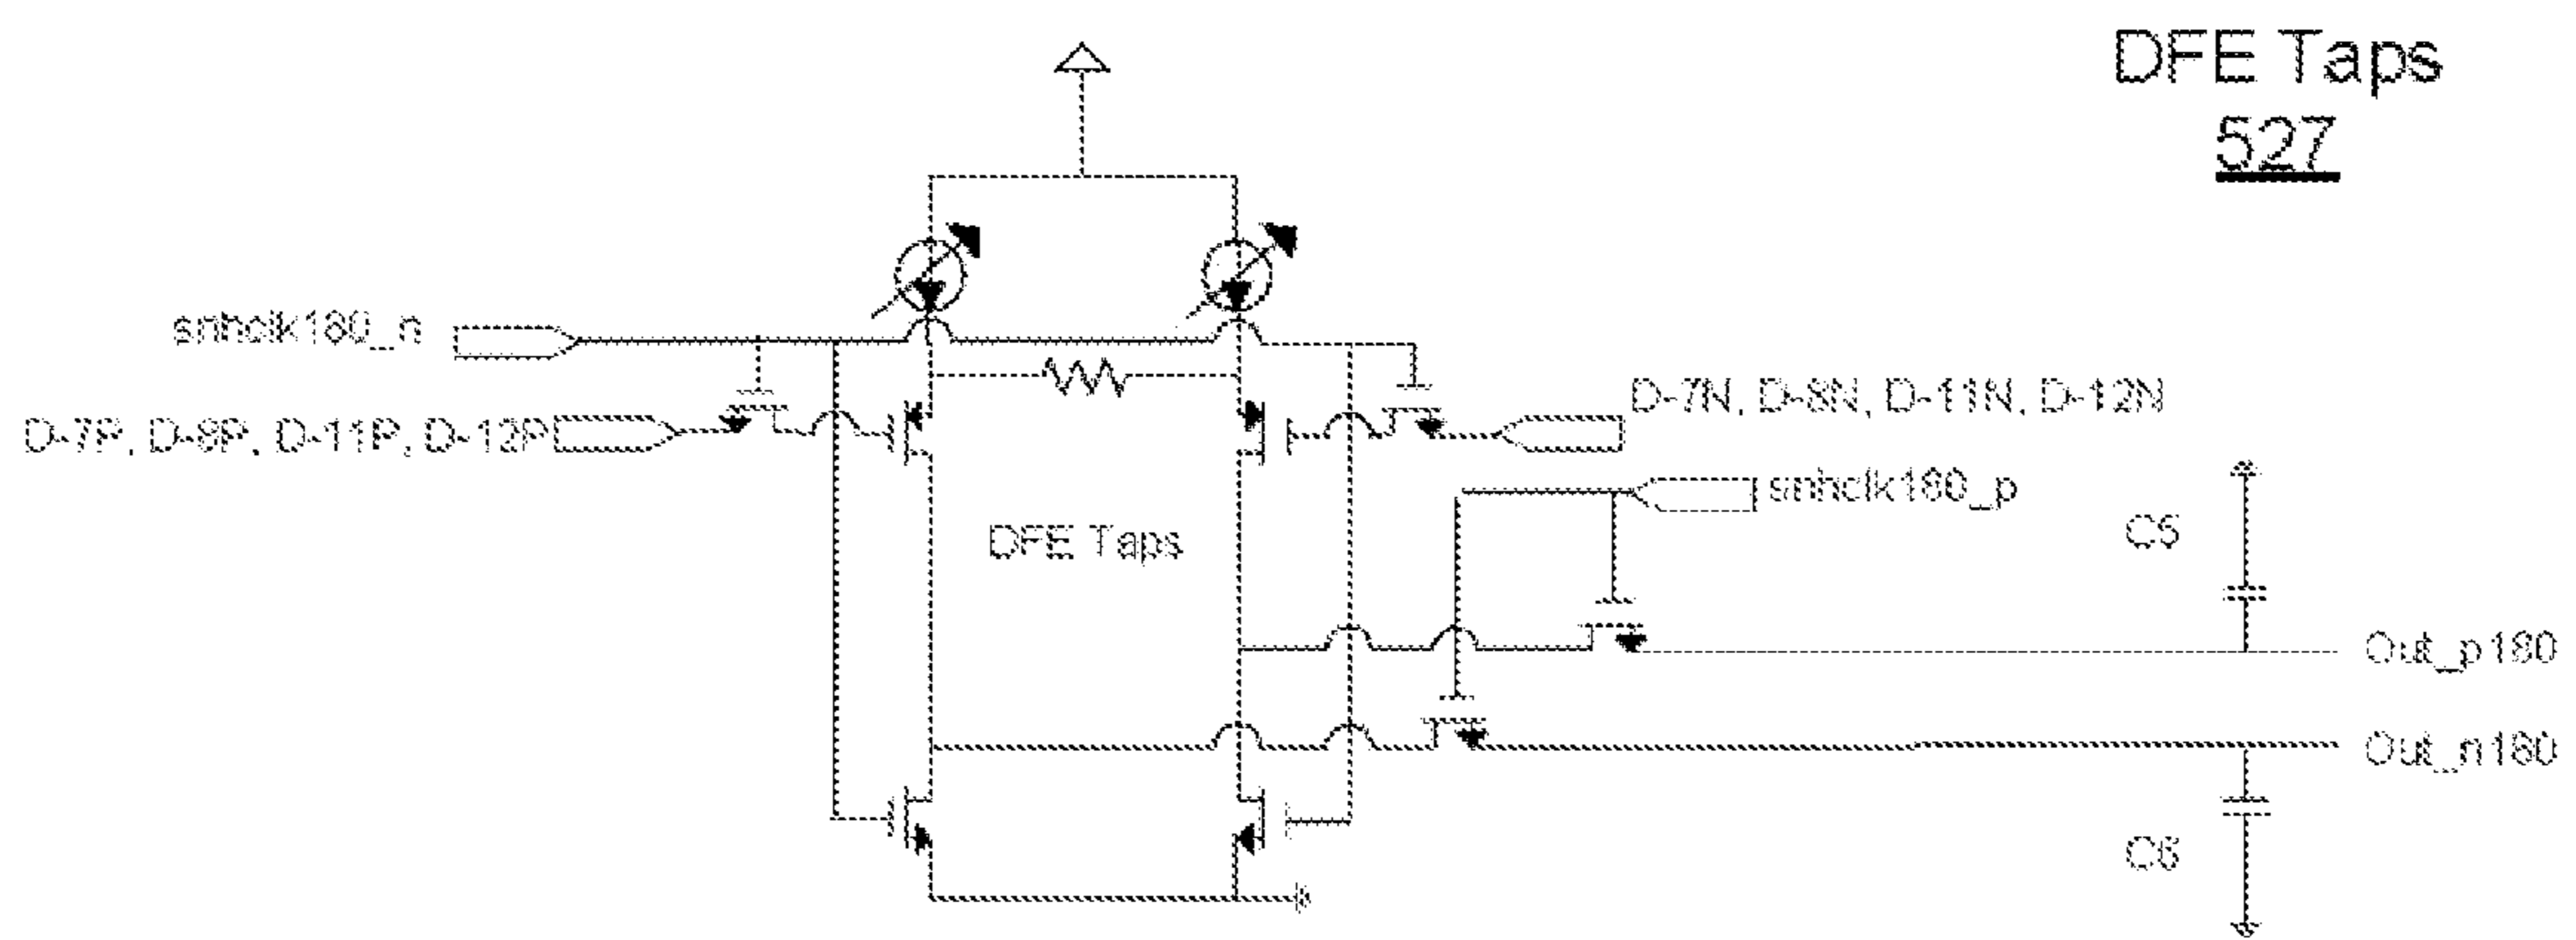 DFE Taps
527
snhclk180_n
D-7P, D-8P, D-11P, D-12P
D-7N, D-8N, D-11N, D-12N
snhclk180_p
DFE Taps
C5
Out_p180
Out_n180
C6